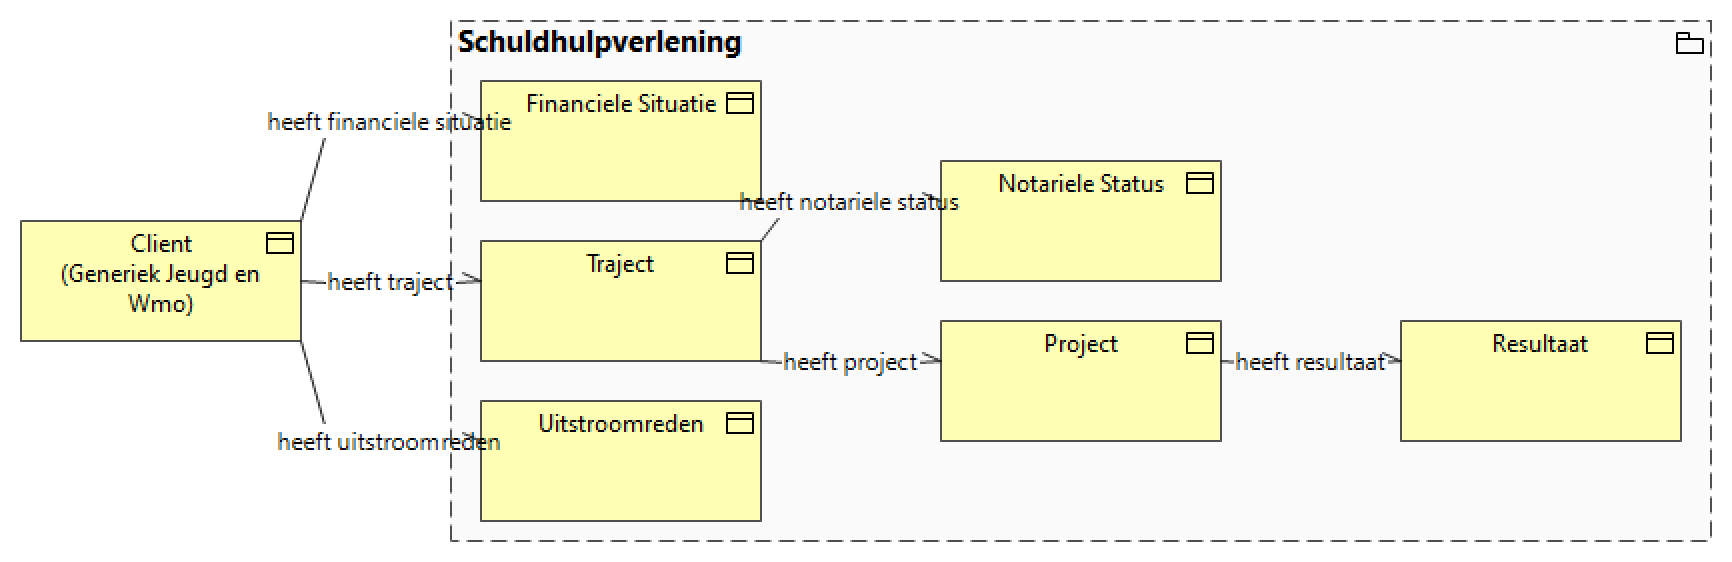 Schuldhulpverlening
Financiele Situatie
heeft financiele situatie
Notariele Status
heeft notariele status
Client
(Generiek Jeugd en
Wmo)
heeft traject
Traject
heeft project
Project
heeft resultaat
Resultaat
Uitstroomreden
heeft uitstroomreden